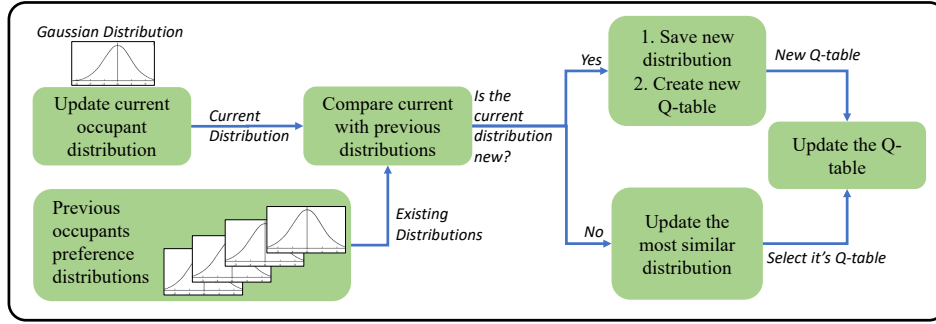 Gaussian Distribution
Update current
occupant
distribution
Current
Distribution
Compare current
with previous
distributions
Is the
current
distribution
new?
Previous
occupants
preference
distributions
Existing
Distributions
Yes
1. Save new
distribution
2. Create new
Q-table
New Q-table
No
Update the
most similar
distribution
Select it's Q-table
Update the Q-
table